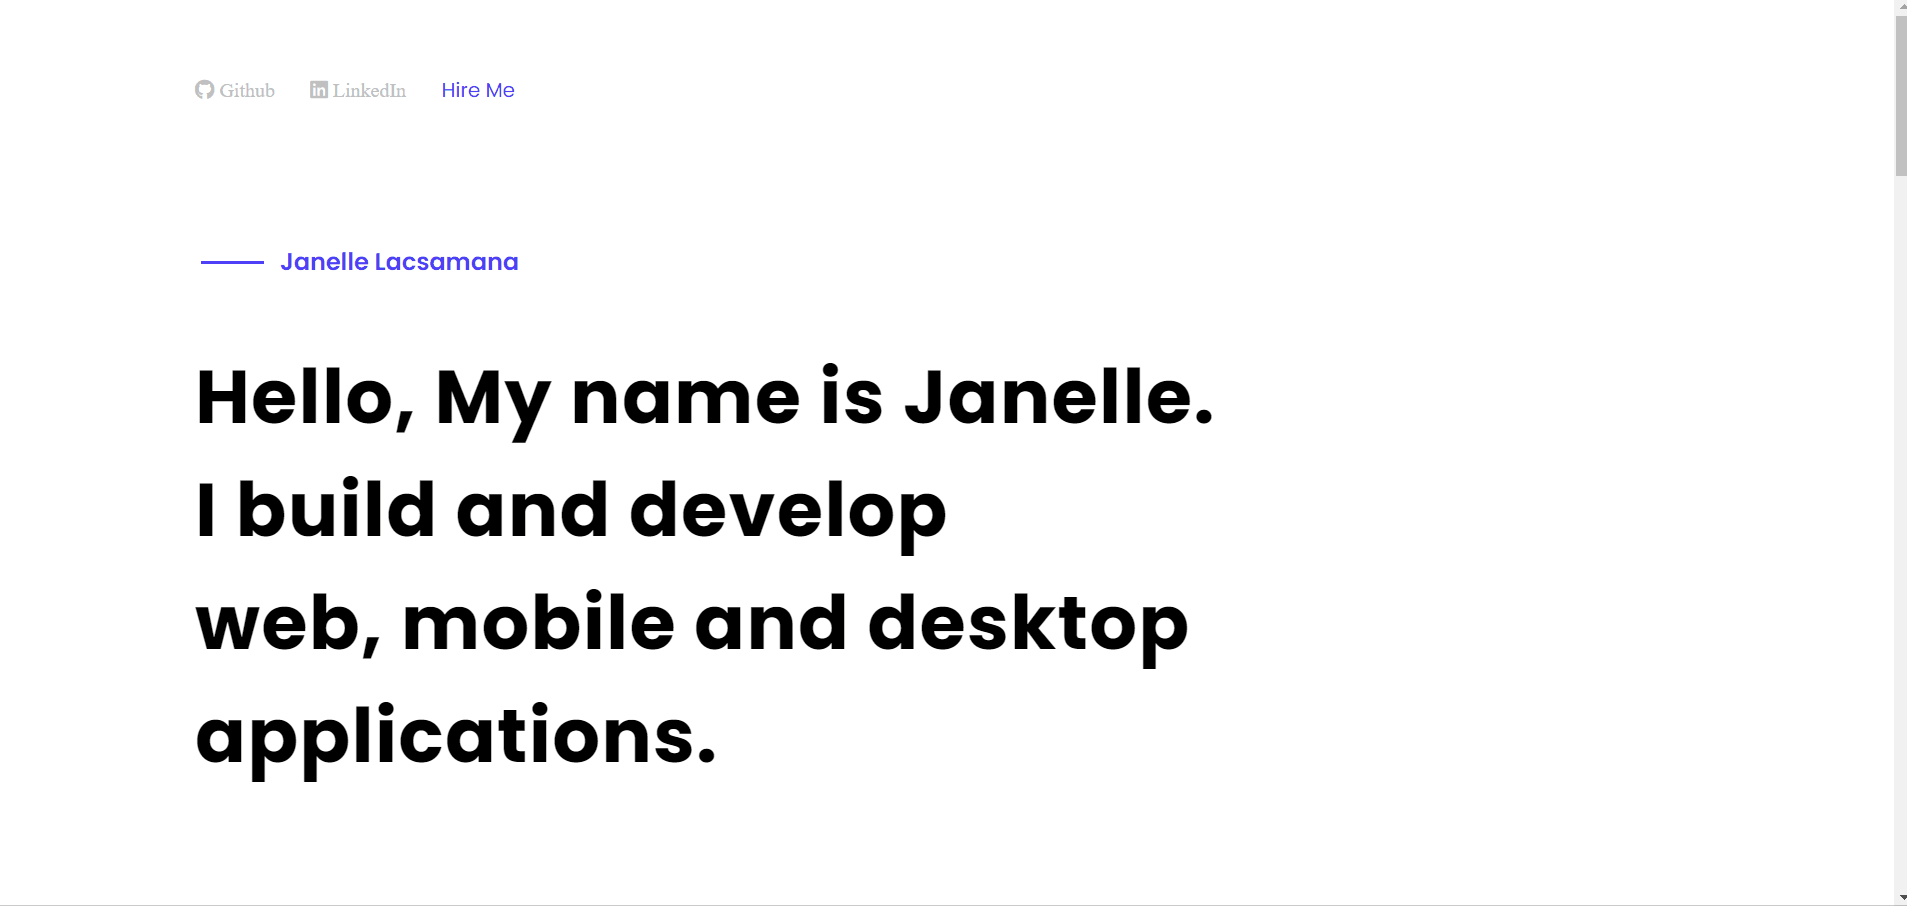 Github LinkedIn Hire Me
Janelle Lacsamana
Hello, My name is Janelle.
I build and develop
web, mobile and desktop
applications.